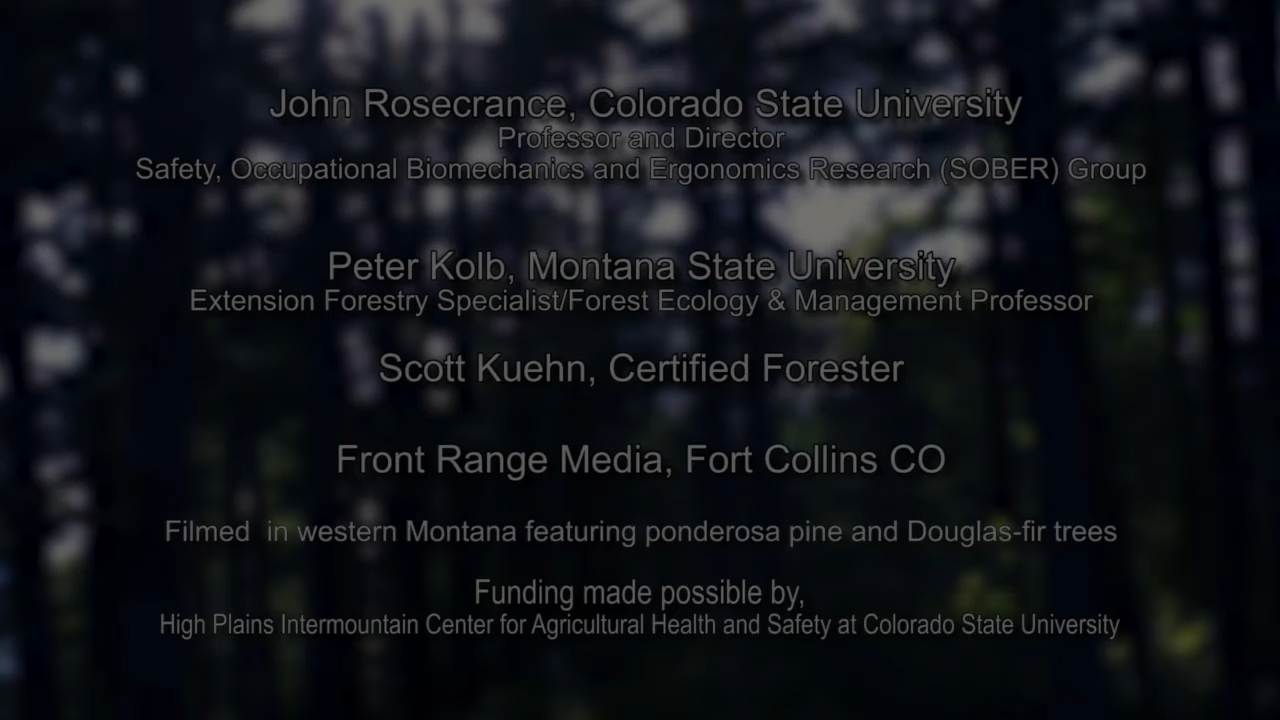 John Rosecrance, Colorado State University
Professor and Director
Safety, Occupational Biomechanics and Ergonomics Research (SOBER) Group
Peter Kolb, Montana State University
Extension Forestry Specialist/Forest Ecology & Management Professor
Scott Kuehn, Certified Forester
Front Range Media, Fort Collins CO
Filmed  in western Montana featuring ponderosa pine and Douglas-fir trees
Funding made possible by,
High Plains Intermountain Center for Agricultural Health and Safety at Colorado State University